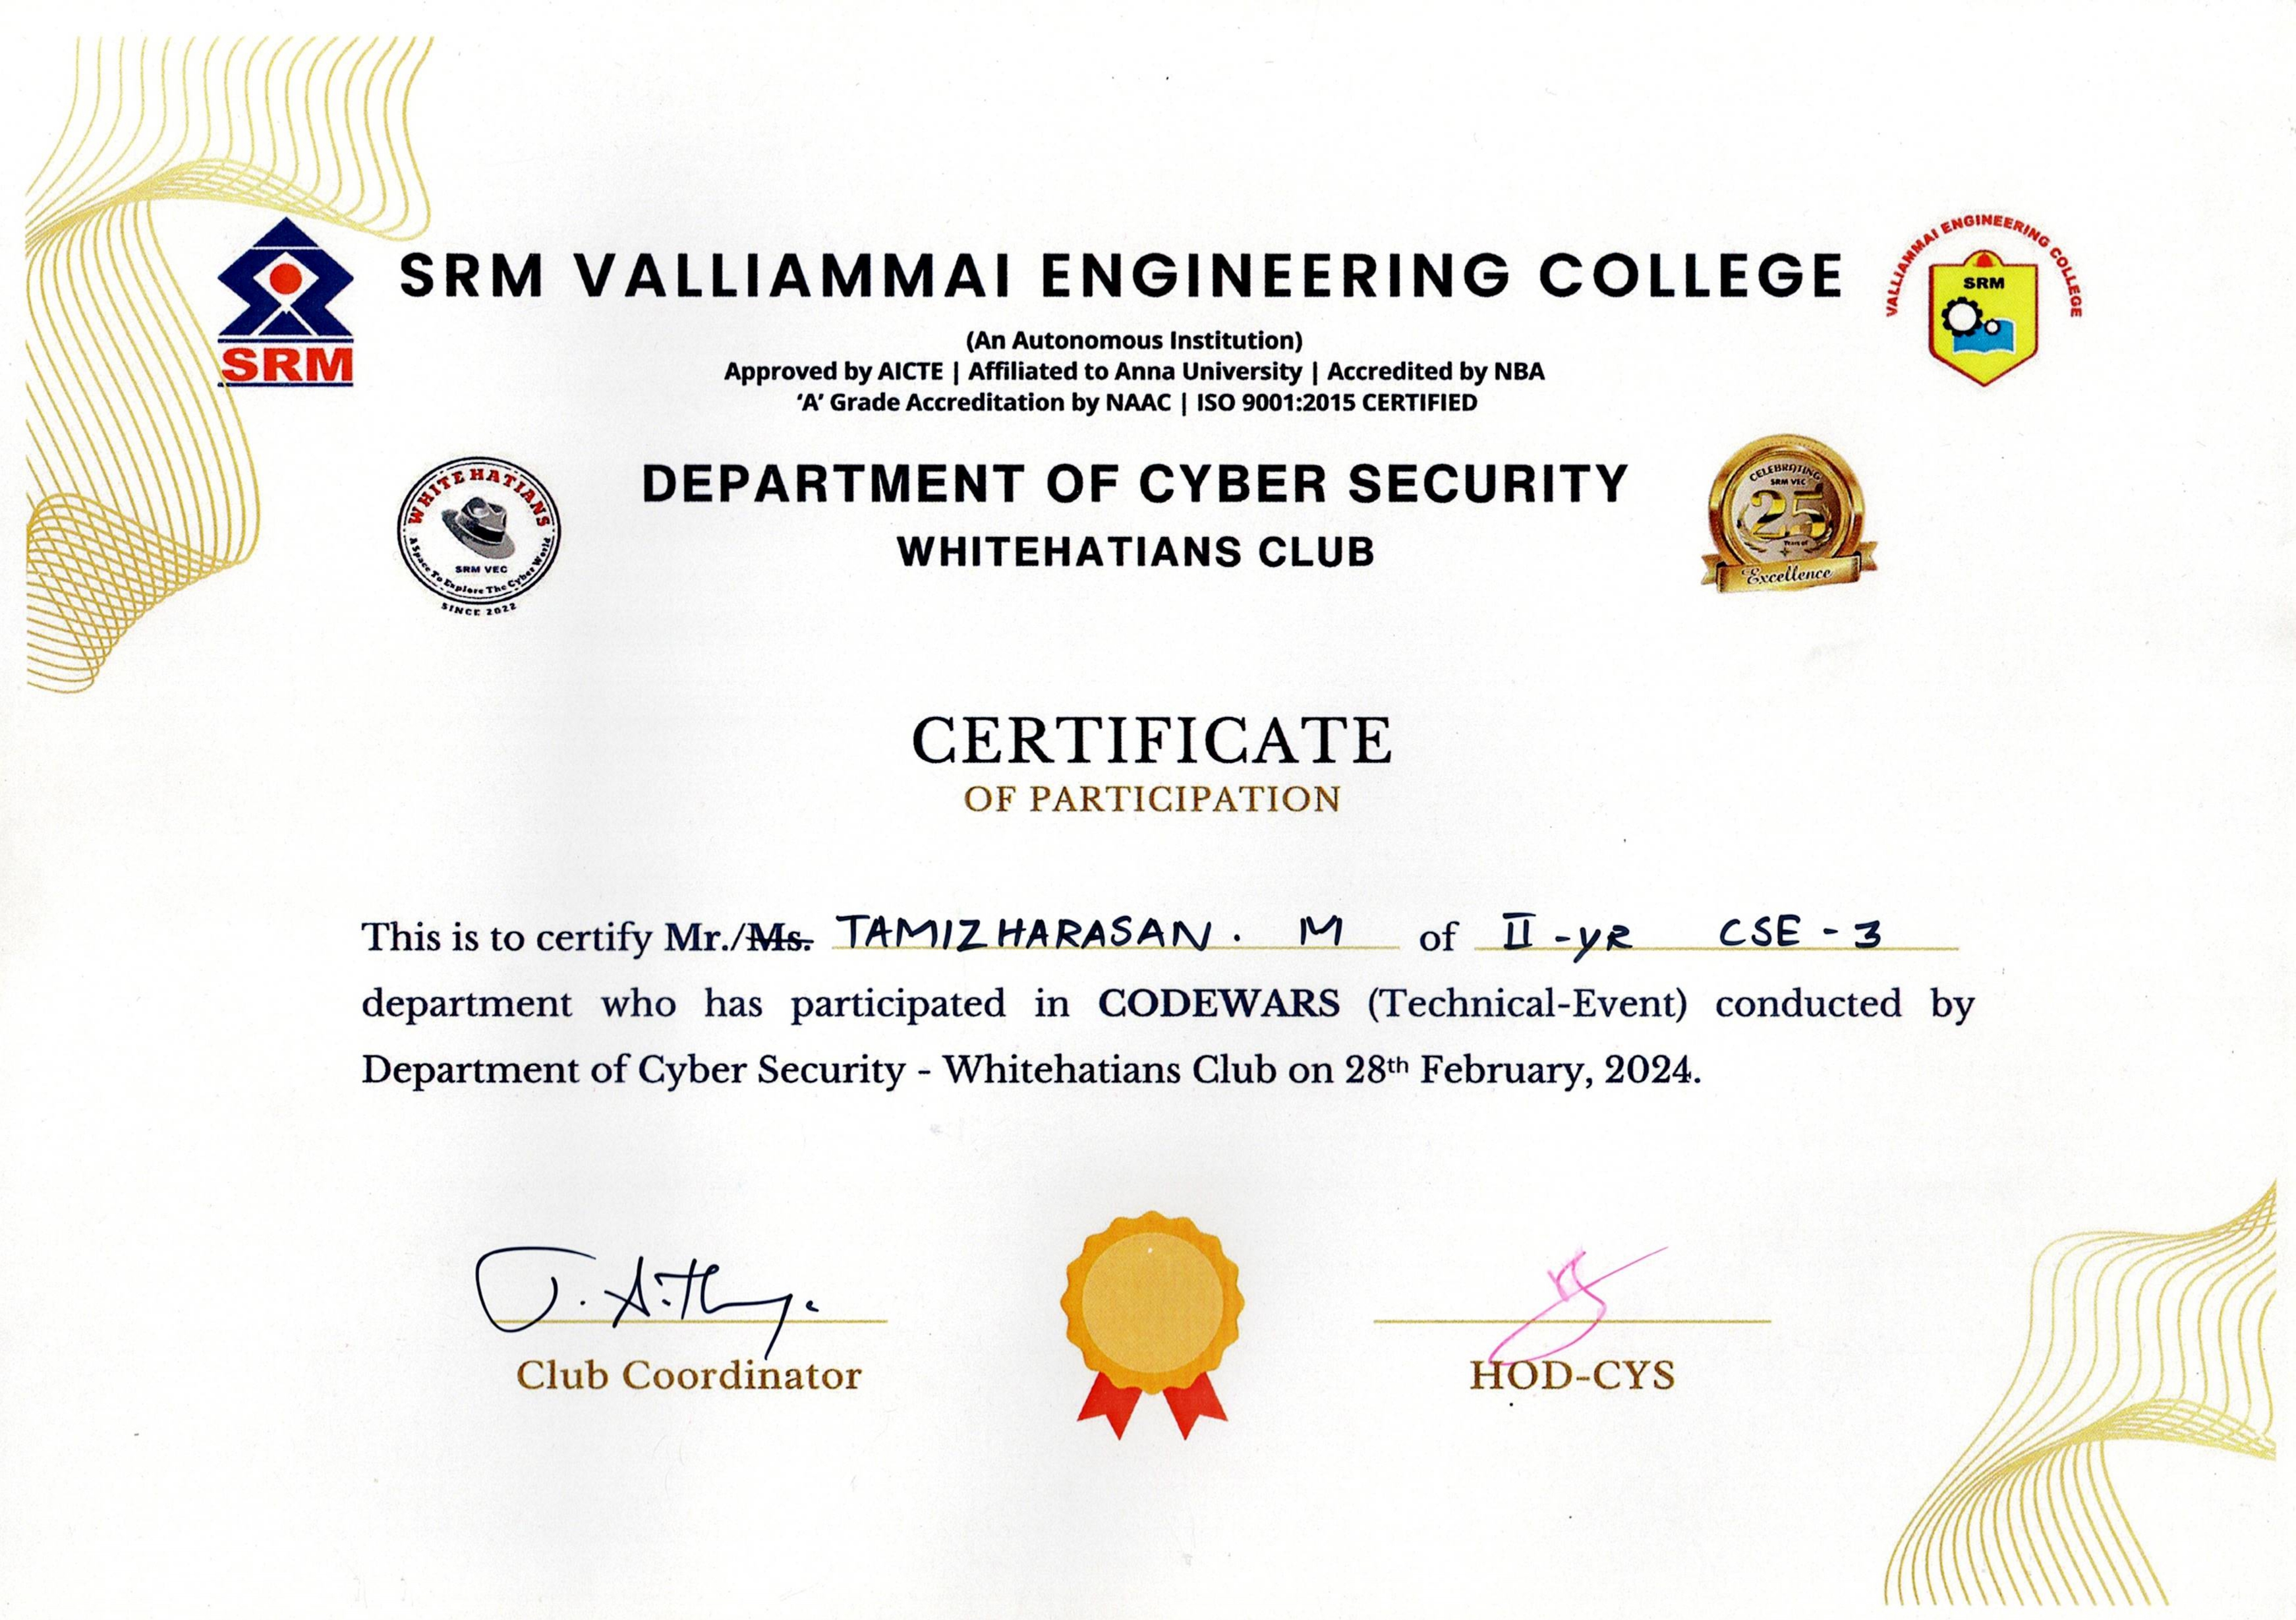 SRM VALLIAMMAI ENGINEERING COLLEGE
(An Autonomous Institution)
Approved by AICTE | Affiliated to Anna University | Accredited by NBA
‘A’ Grade Accreditation by NAAC | ISO 9001:2015 CERTIFIED
SRM
VALLIAMMAI ENGINEERING COLLEGE
SRM
DEPARTMENT OF CYBER SECURITY
WHITEHATIANS CLUB
WHITE HATIANS
SRM VEC
A Space To Explore The Cyber World
SINCE 2022
CELEBRATING
SRM VEC
25
Years of
Excellence
CERTIFICATE
OF PARTICIPATION
This is to certify Mr./Ms. TAMIZHARASAN. M of II-yR CSE-3
department who has participated in CODEWARS (Technical-Event) conducted by
Department of Cyber Security - Whitehatians Club on 28th February, 2024.
Club Coordinator
HOD-CYS